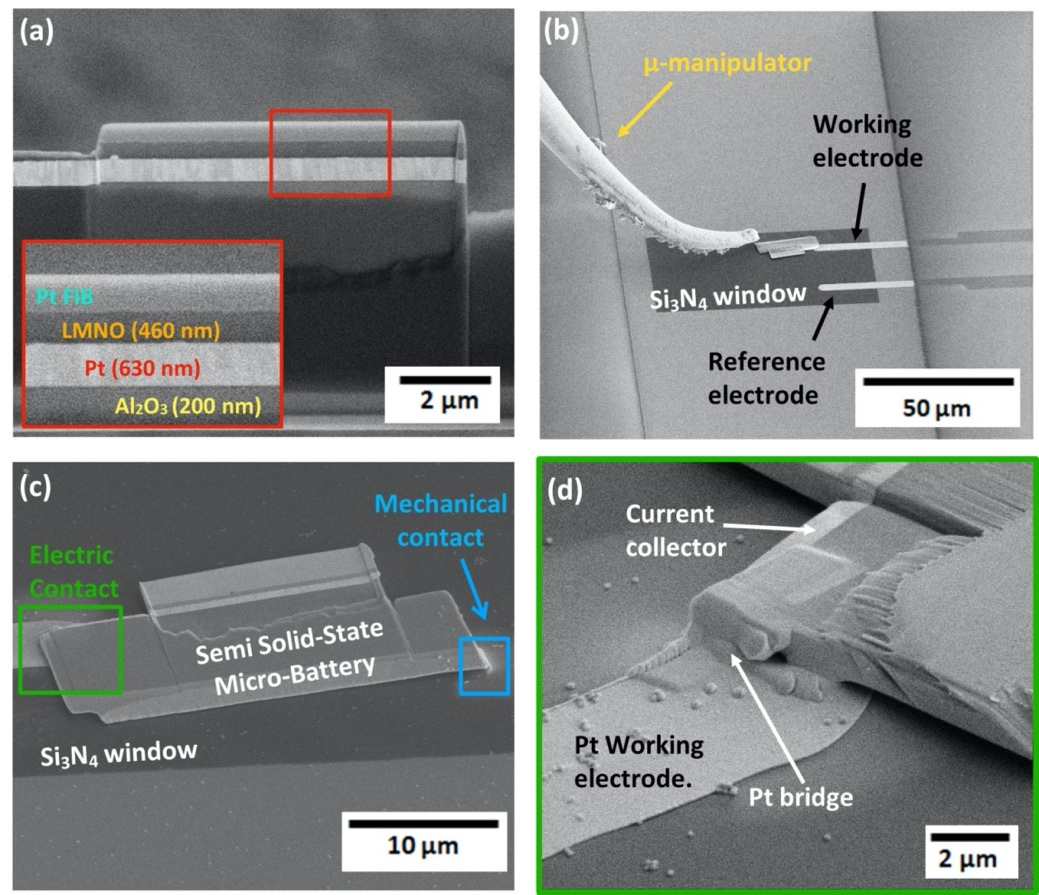 (a)
Pt FIB
LMNO (460 nm)
Pt (630 nm)
Al₂O₃ (200 nm)
2 μm
(b)
μ-manipulator
Working
electrode
Si₃N₄ window
Reference
electrode
50 μm
(c)
Mechanical
contact
Electric
Contact
Semi Solid-State
Micro-Battery
Si₃N₄ window
10 μm
(d)
Current
collector
Pt Working
electrode.
Pt bridge
2 μm